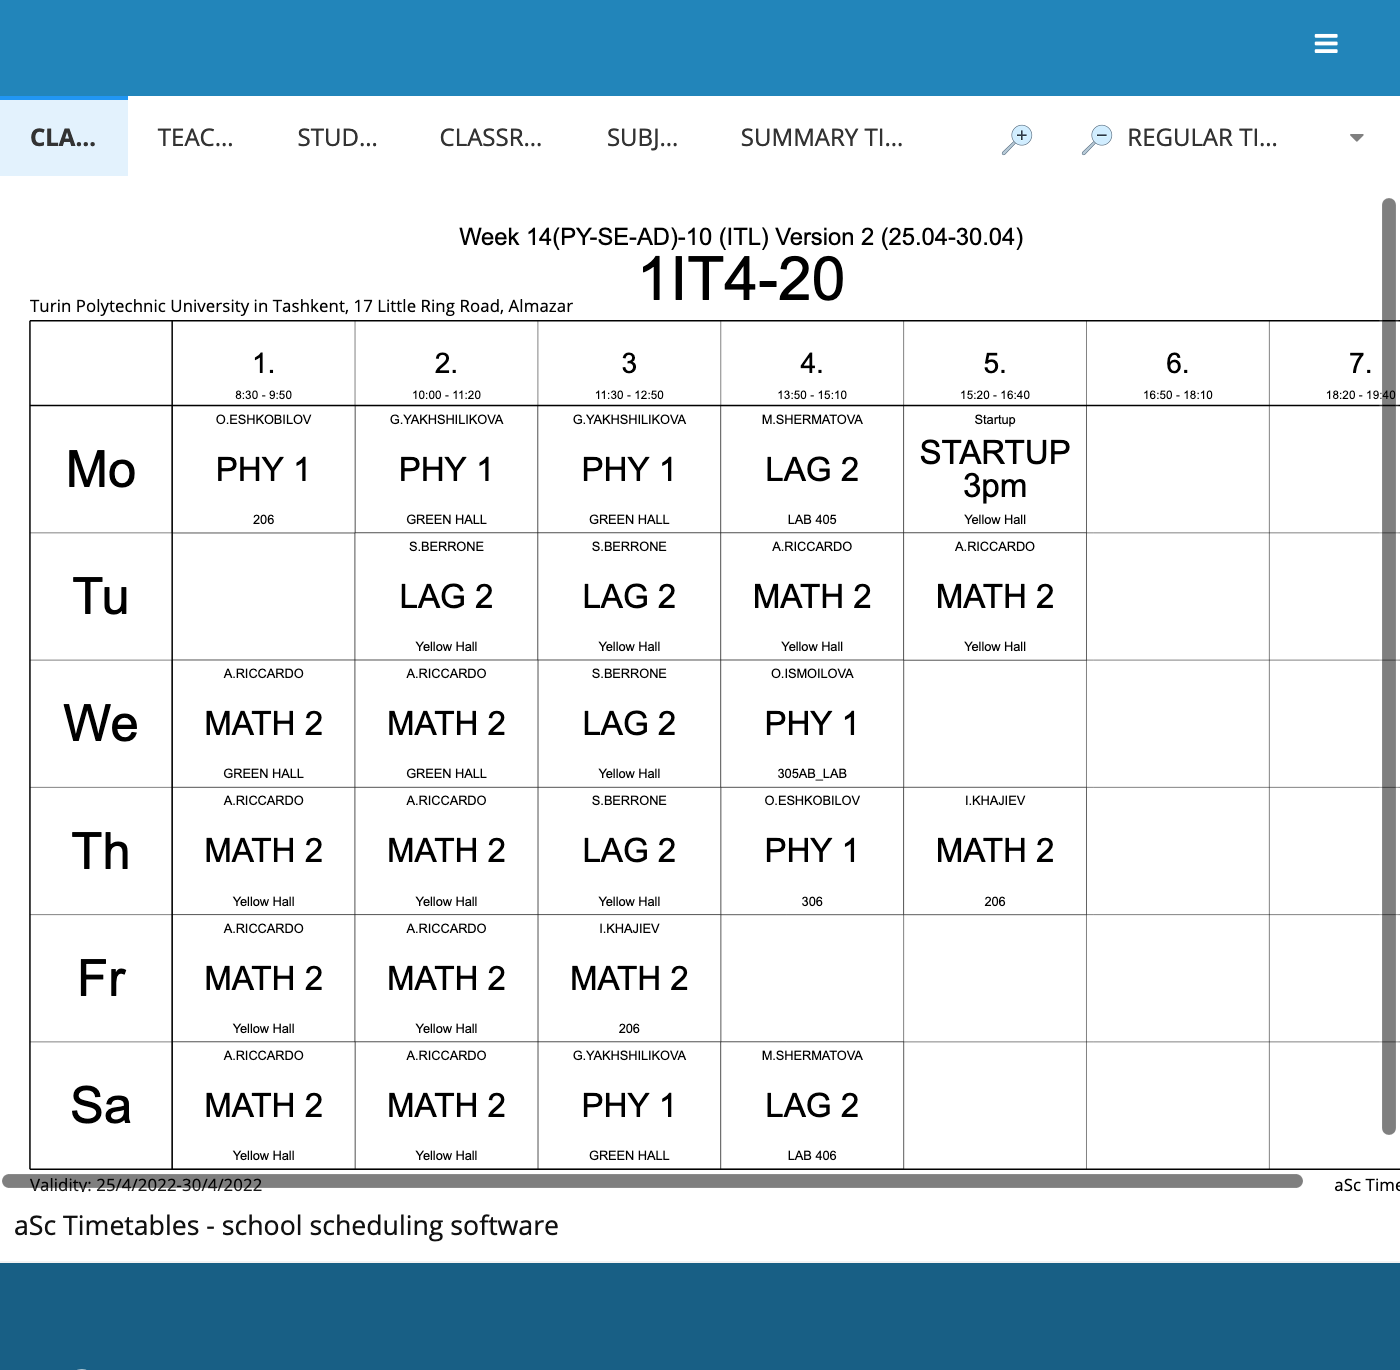 CLA...
TEAC...
STUD...
CLASSR...
SUBJ...
SUMMARY TI...
REGULAR TI...
Week 14(PY-SE-AD)-10 (ITL) Version 2 (25.04-30.04)
1IT4-20
Turin Polytechnic University in Tashkent, 17 Little Ring Road, Almazar
1. 2. 3 4. 5. 6. 7.
8:30 - 9:50 10:00 - 11:20 11:30 - 12:50 13:50 - 15:10 15:20 - 16:40 16:50 - 18:10 18:20 - 19:40
O.ESHKOBILOV G.YAKHSHILIKOVA G.YAKHSHILIKOVA M.SHERMATOVA Startup
Mo PHY 1 PHY 1 PHY 1 LAG 2 STARTUP
3pm
206 GREEN HALL GREEN HALL LAB 405 Yellow Hall
S.BERRONE S.BERRONE A.RICCARDO A.RICCARDO
Tu LAG 2 LAG 2 MATH 2 MATH 2
Yellow Hall Yellow Hall Yellow Hall Yellow Hall
A.RICCARDO A.RICCARDO S.BERRONE O.ISMOILOVA
We MATH 2 MATH 2 LAG 2 PHY 1
GREEN HALL GREEN HALL Yellow Hall 305AB_LAB
A.RICCARDO A.RICCARDO S.BERRONE O.ESHKOBILOV I.KHAJIEV
Th MATH 2 MATH 2 LAG 2 PHY 1 MATH 2
Yellow Hall Yellow Hall Yellow Hall 306 206
A.RICCARDO A.RICCARDO I.KHAJIEV
Fr MATH 2 MATH 2 MATH 2
Yellow Hall Yellow Hall 206
A.RICCARDO A.RICCARDO G.YAKHSHILIKOVA M.SHERMATOVA
Sa MATH 2 MATH 2 PHY 1 LAG 2
Yellow Hall Yellow Hall GREEN HALL LAB 406
Validity: 25/4/2022-30/4/2022
aSc Time
aSc Timetables - school scheduling software